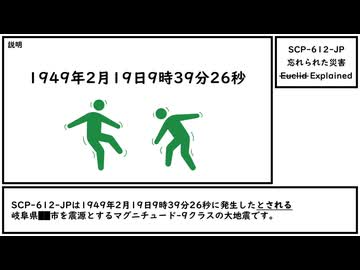 説明
SCP-612-JP
忘れられた災害
Euclid Explained
1949年2月19日9時39分26秒
SCP-612-JPは1949年2月19日9時39分26秒に発生したとされる
岐阜県██市を震源とするマグニチュード-9クラスの大地震です。